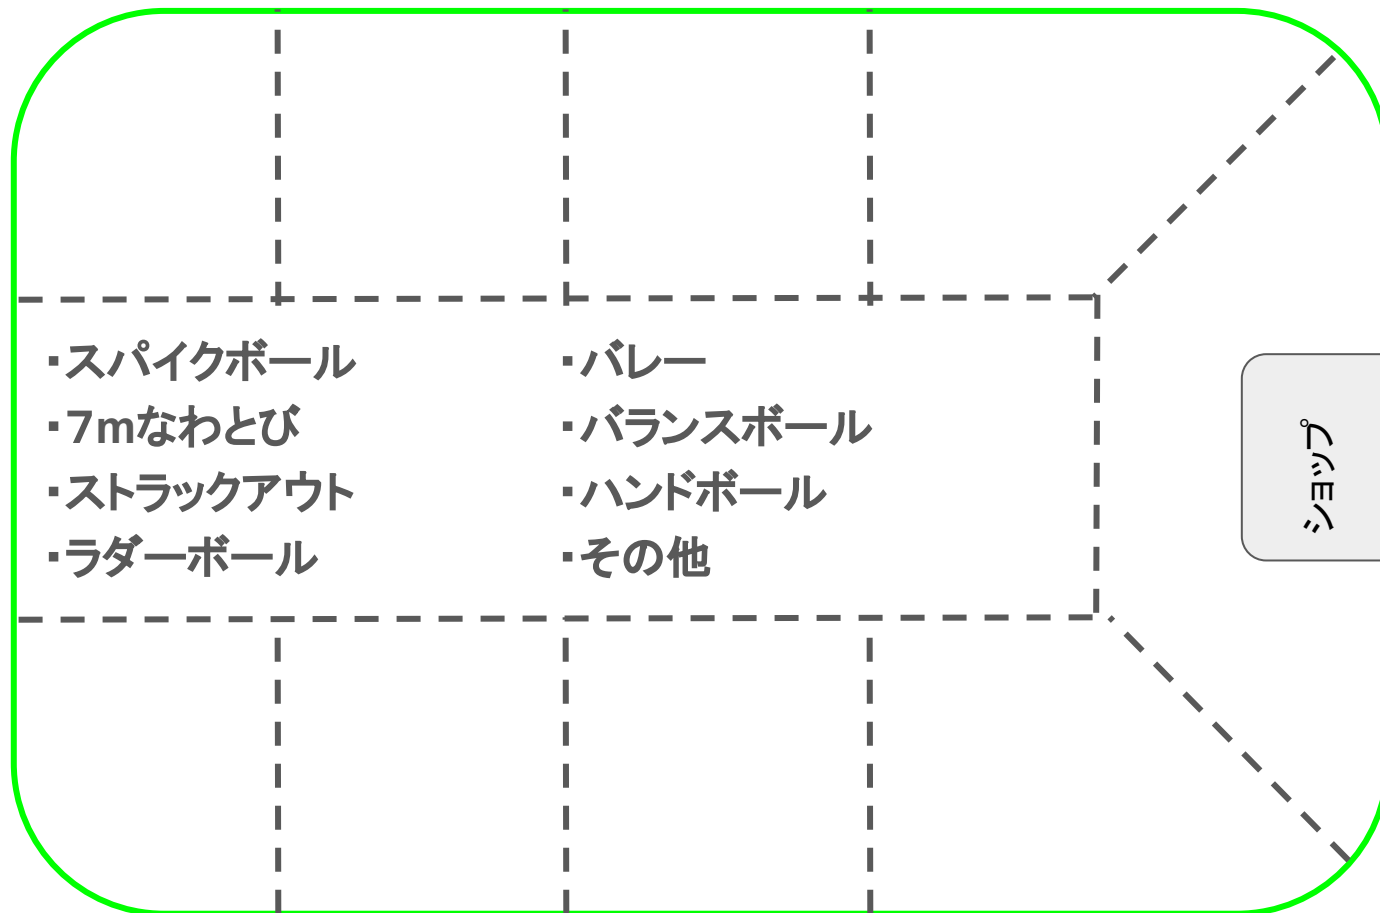 ・スパイクボール
・7mなわとび
・ストラックアウト
・ラダーボール
・バレー
・バランスボール
・ハンドボール
・その他
ショップ